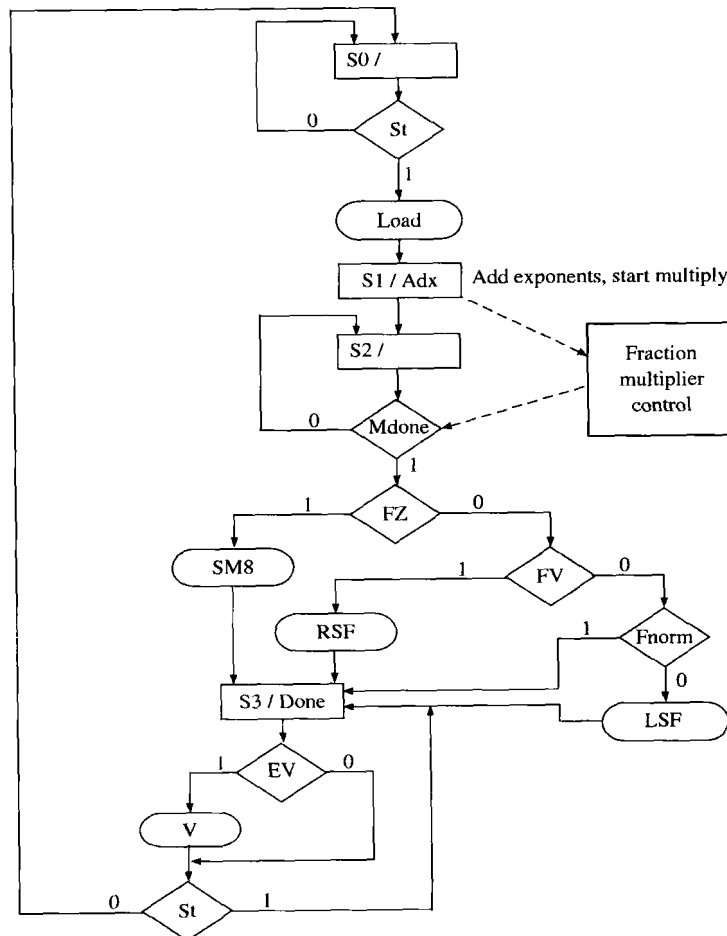 S0 /
0
St
1
Load
S1 / Adx
Add exponents, start multiply
S2 /
Fraction
multiplier
control
0
Mdone
1
1
FZ
0
SM8
1
FV
0
RSF
1
Fnorm
0
S3 / Done
LSF
1
EV
0
V
0
St
1